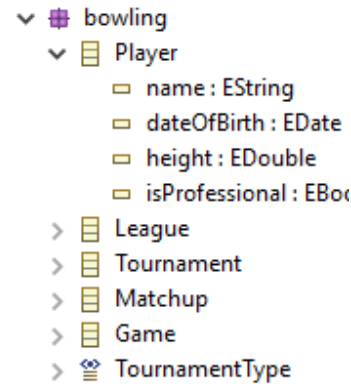 bowling
Player
name : EString
dateOfBirth : EDate
height : EDouble
isProfessional : EBoo
League
Tournament
Matchup
Game
TournamentType